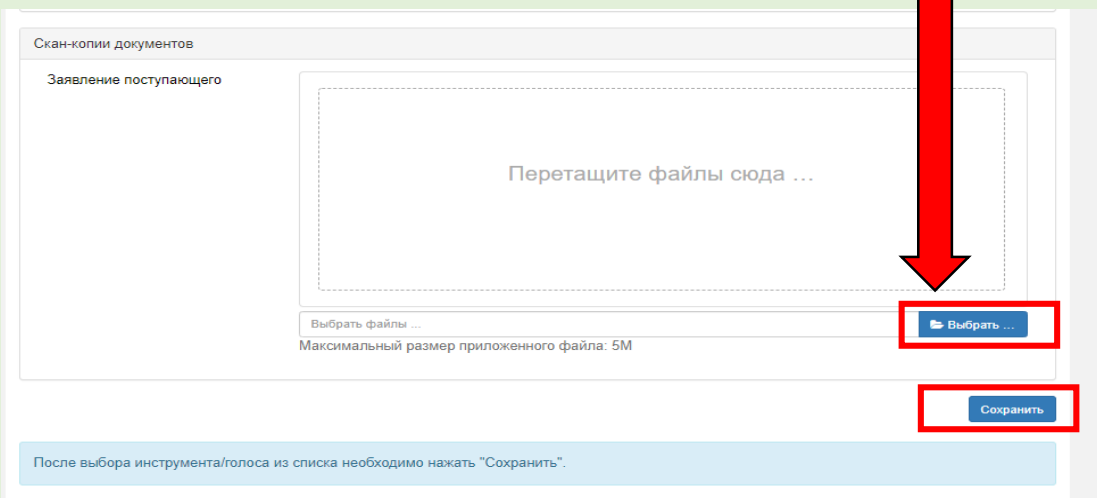 Скан-копии документов
Заявление поступающего
Перетащите файлы сюда ...
Выбрать файлы ...
Выбрать ...
Максимальный размер приложенного файла: 5M
Сохранить
После выбора инструмента/голоса из списка необходимо нажать "Сохранить".